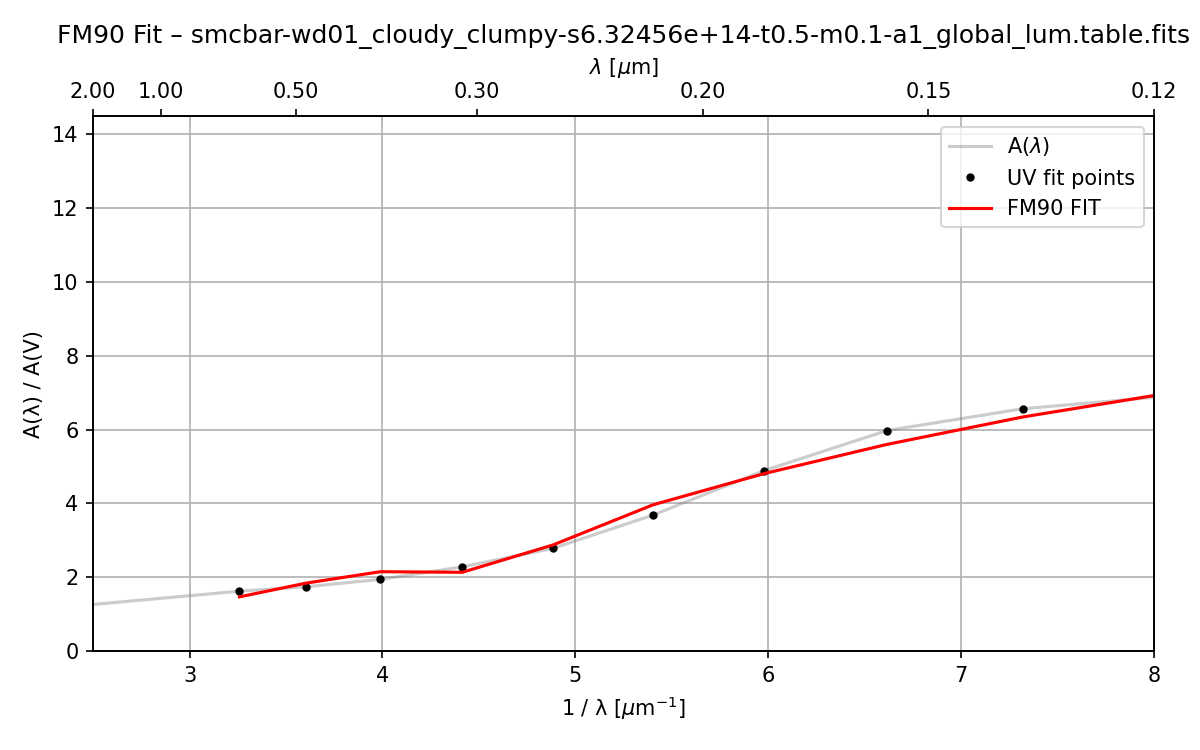 FM90 Fit – smcbar-wd01_cloudy_clumpy-s6.32456e+14-t0.5-m0.1-a1_global_lum.table.fits
λ [μm]
2.00 1.00 0.50 0.30 0.20 0.15 0.12
A(λ)
UV fit points
FM90 FIT
A(λ) / A(V)
14
12
10
8
6
4
2
0
3 4 5 6 7 8
1 / λ [μm⁻¹]